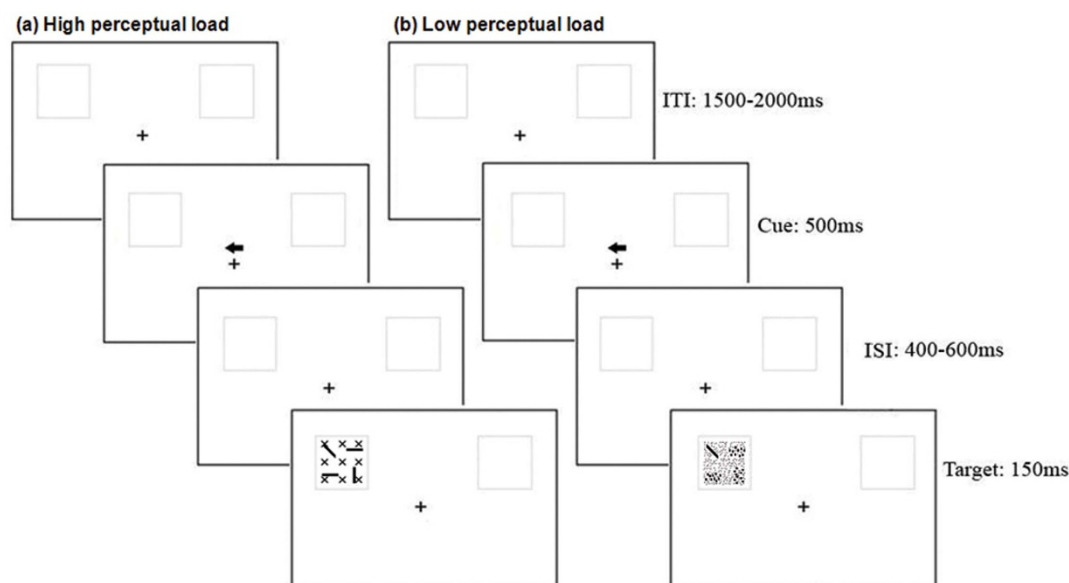 (a) High perceptual load
(b) Low perceptual load
ITI: 1500-2000ms
Cue: 500ms
ISI: 400-600ms
Target: 150ms